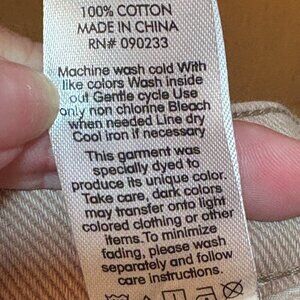 100% COTTON
MADE IN CHINA
RN# 090233
Machine wash cold With
like colors Wash inside
out Gentle cycle Use
only non chlorine Bleach
when needed Line dry
Cool iron if necessary
This garment was
specially dyed to
produce its unique color.
Take care, dark colors
may transfer onto light
colored clothing or other
items.To minimize
fading, please wash
separately and follow
care instructions.